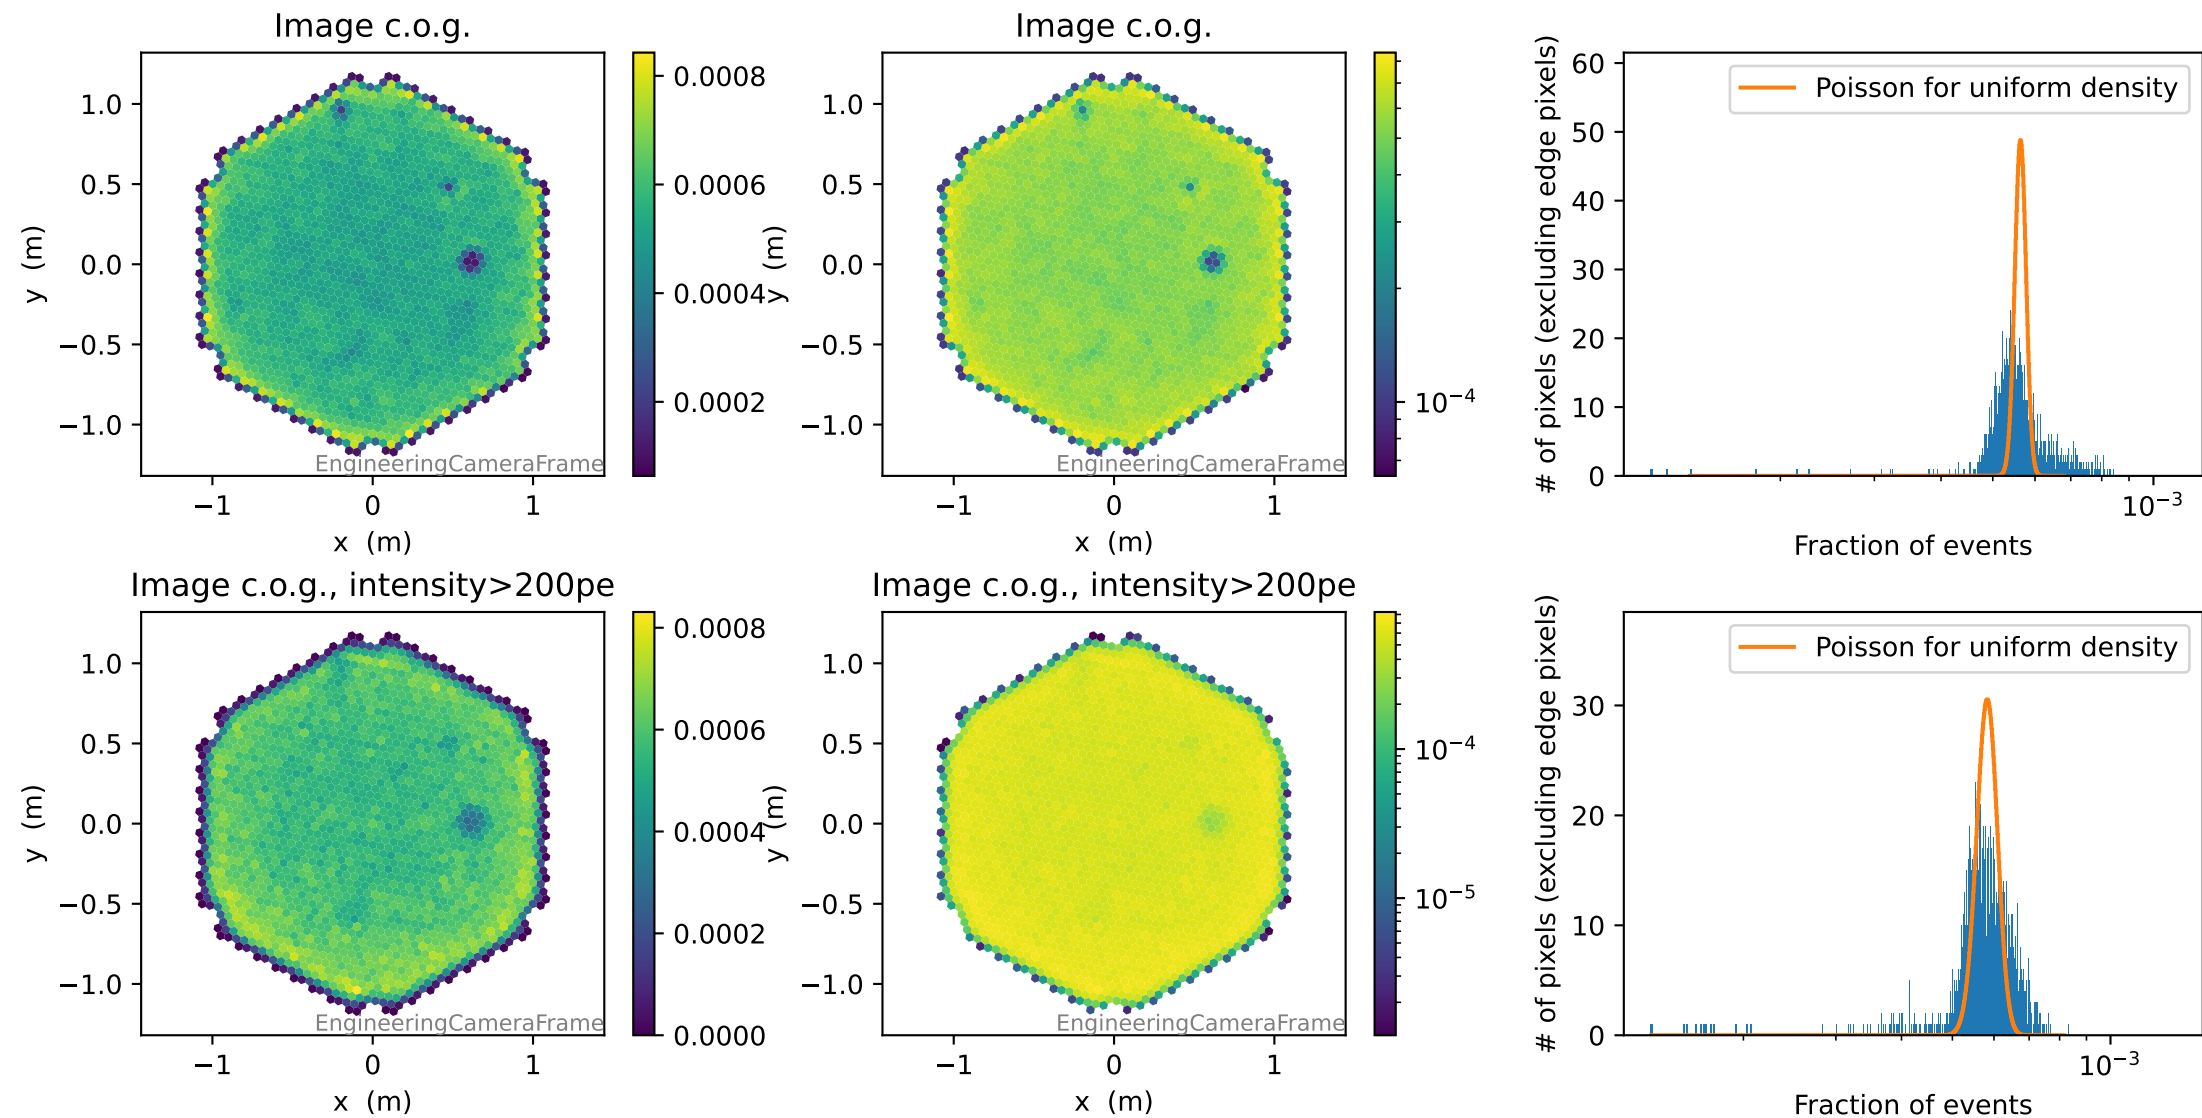 Image c.o.g.
y (m)
1.0
0.5
0.0
−0.5
−1.0
−1
0
1
x (m)
EngineeringCameraFrame
0.0008
0.0006
0.0004
0.0002
Image c.o.g.
y (m)
1.0
0.5
0.0
−0.5
−1.0
−1
0
1
x (m)
EngineeringCameraFrame
10⁻⁴
# of pixels (excluding edge pixels)
60
50
40
30
20
10
0
Poisson for uniform density
10⁻³
Fraction of events
Image c.o.g., intensity>200pe
y (m)
1.0
0.5
0.0
−0.5
−1.0
−1
0
1
x (m)
EngineeringCameraFrame
0.0008
0.0006
0.0004
0.0002
0.0000
Image c.o.g., intensity>200pe
y (m)
1.0
0.5
0.0
−0.5
−1.0
−1
0
1
x (m)
EngineeringCameraFrame
10⁻⁴
10⁻⁵
# of pixels (excluding edge pixels)
30
20
10
0
Poisson for uniform density
10⁻³
Fraction of events